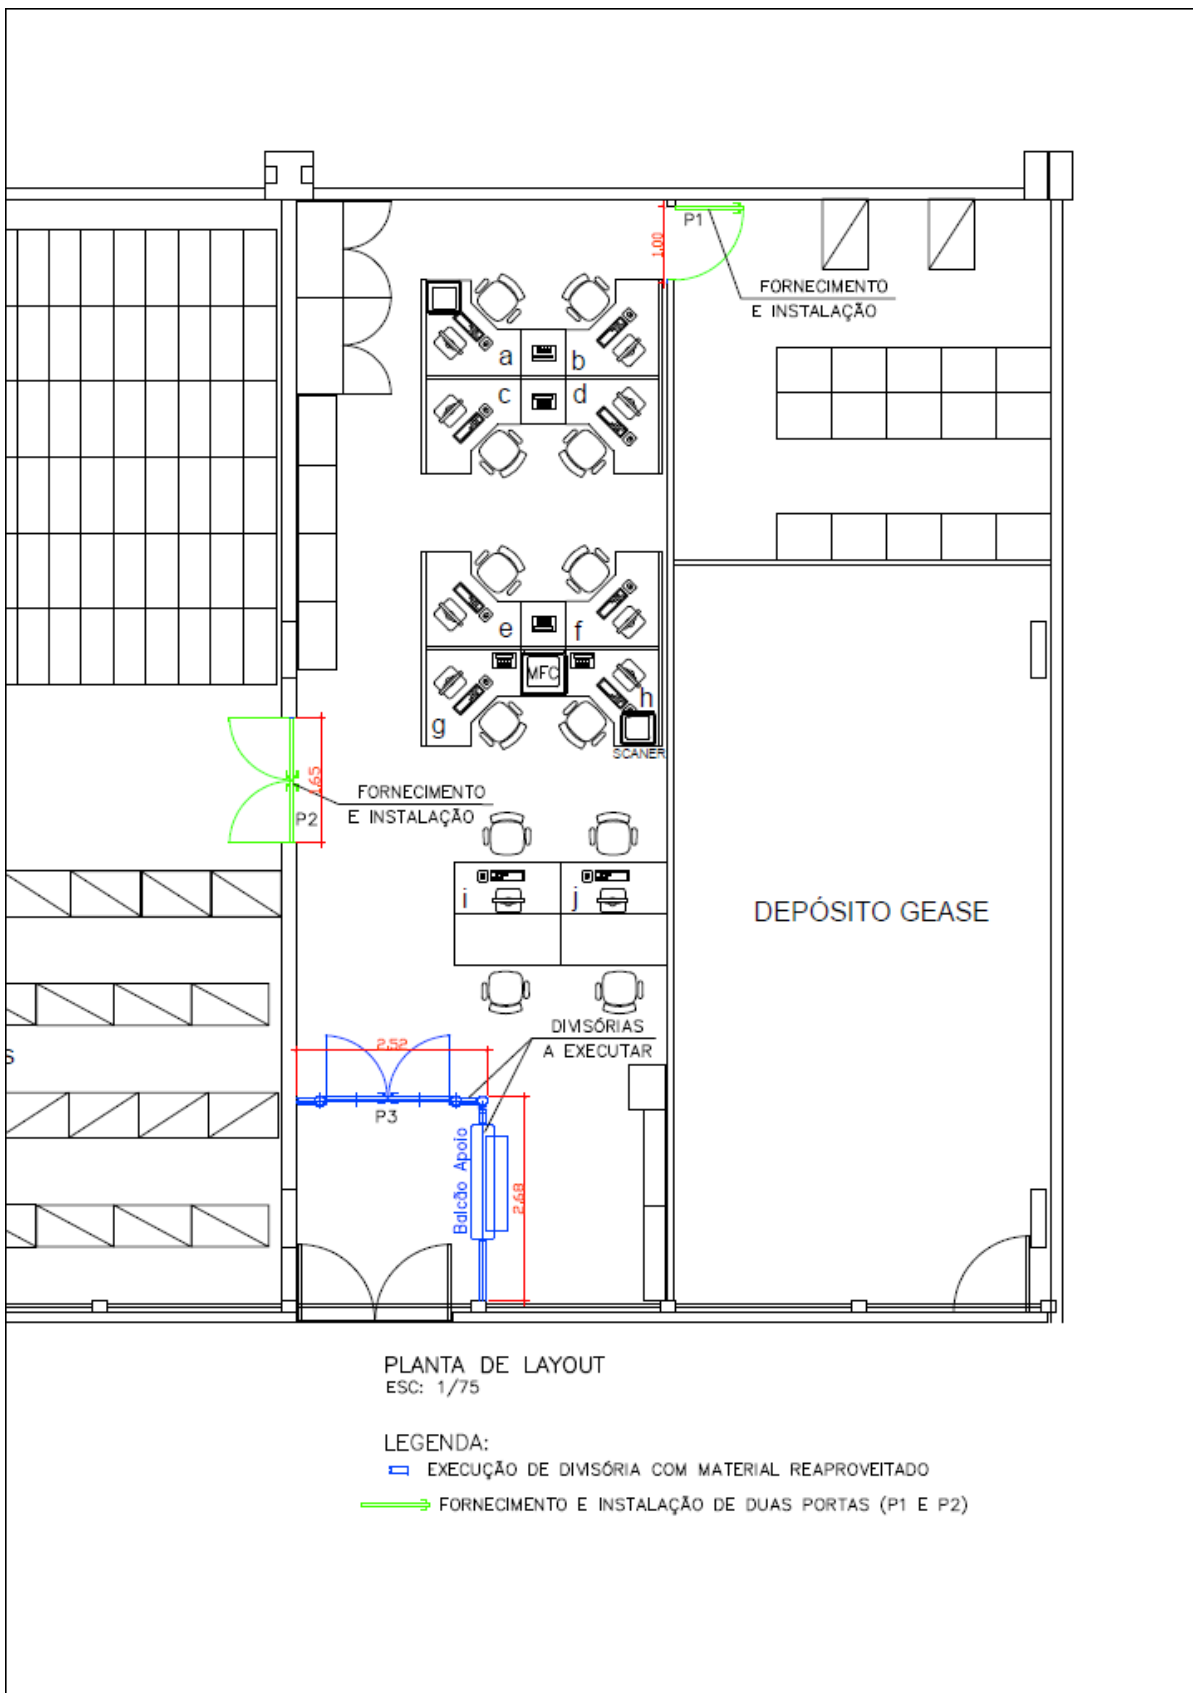 P1
1,00
FORNECIMENTO
E INSTALAÇÃO
a
b
c
d
e
f
MFC
g
h
SCANER
1,65
FORNECIMENTO
E INSTALAÇÃO
P2
i
j
DEPÓSITO GEASE
DIVISÓRIAS
A EXECUTAR
2,52
S
P3
Balcão Apoio
2,68
PLANTA DE LAYOUT
ESC: 1/75
LEGENDA:
EXECUÇÃO DE DIVISÓRIA COM MATERIAL REAPROVEITADO
FORNECIMENTO E INSTALAÇÃO DE DUAS PORTAS (P1 E P2)